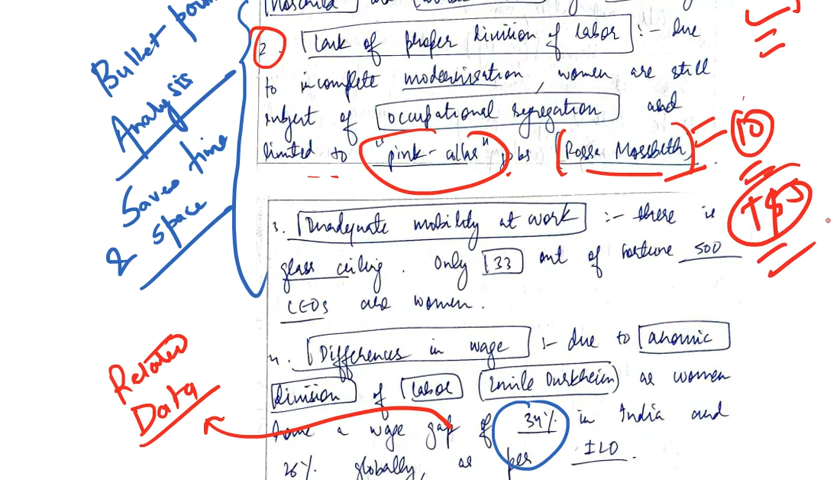 Bullet
Analysis
Saves time
& space
2. Lack of proper division of labor :- Due
to incomplete modernisation, women are still
subject of occupational segregation and
limited to "pink-collar" jobs (Rossa Mossbeth)
= 10
T&J
3. Inadequate mobility at work :- there is
glass ceiling. Only 33 out of fortune 500
CEOs are women.
4. Differences in wage :- due to anomic
division of labor (Emile Durkheim) as women
have a wage gap of 34% in India and
26% globally, as per ILO.
Related
Data